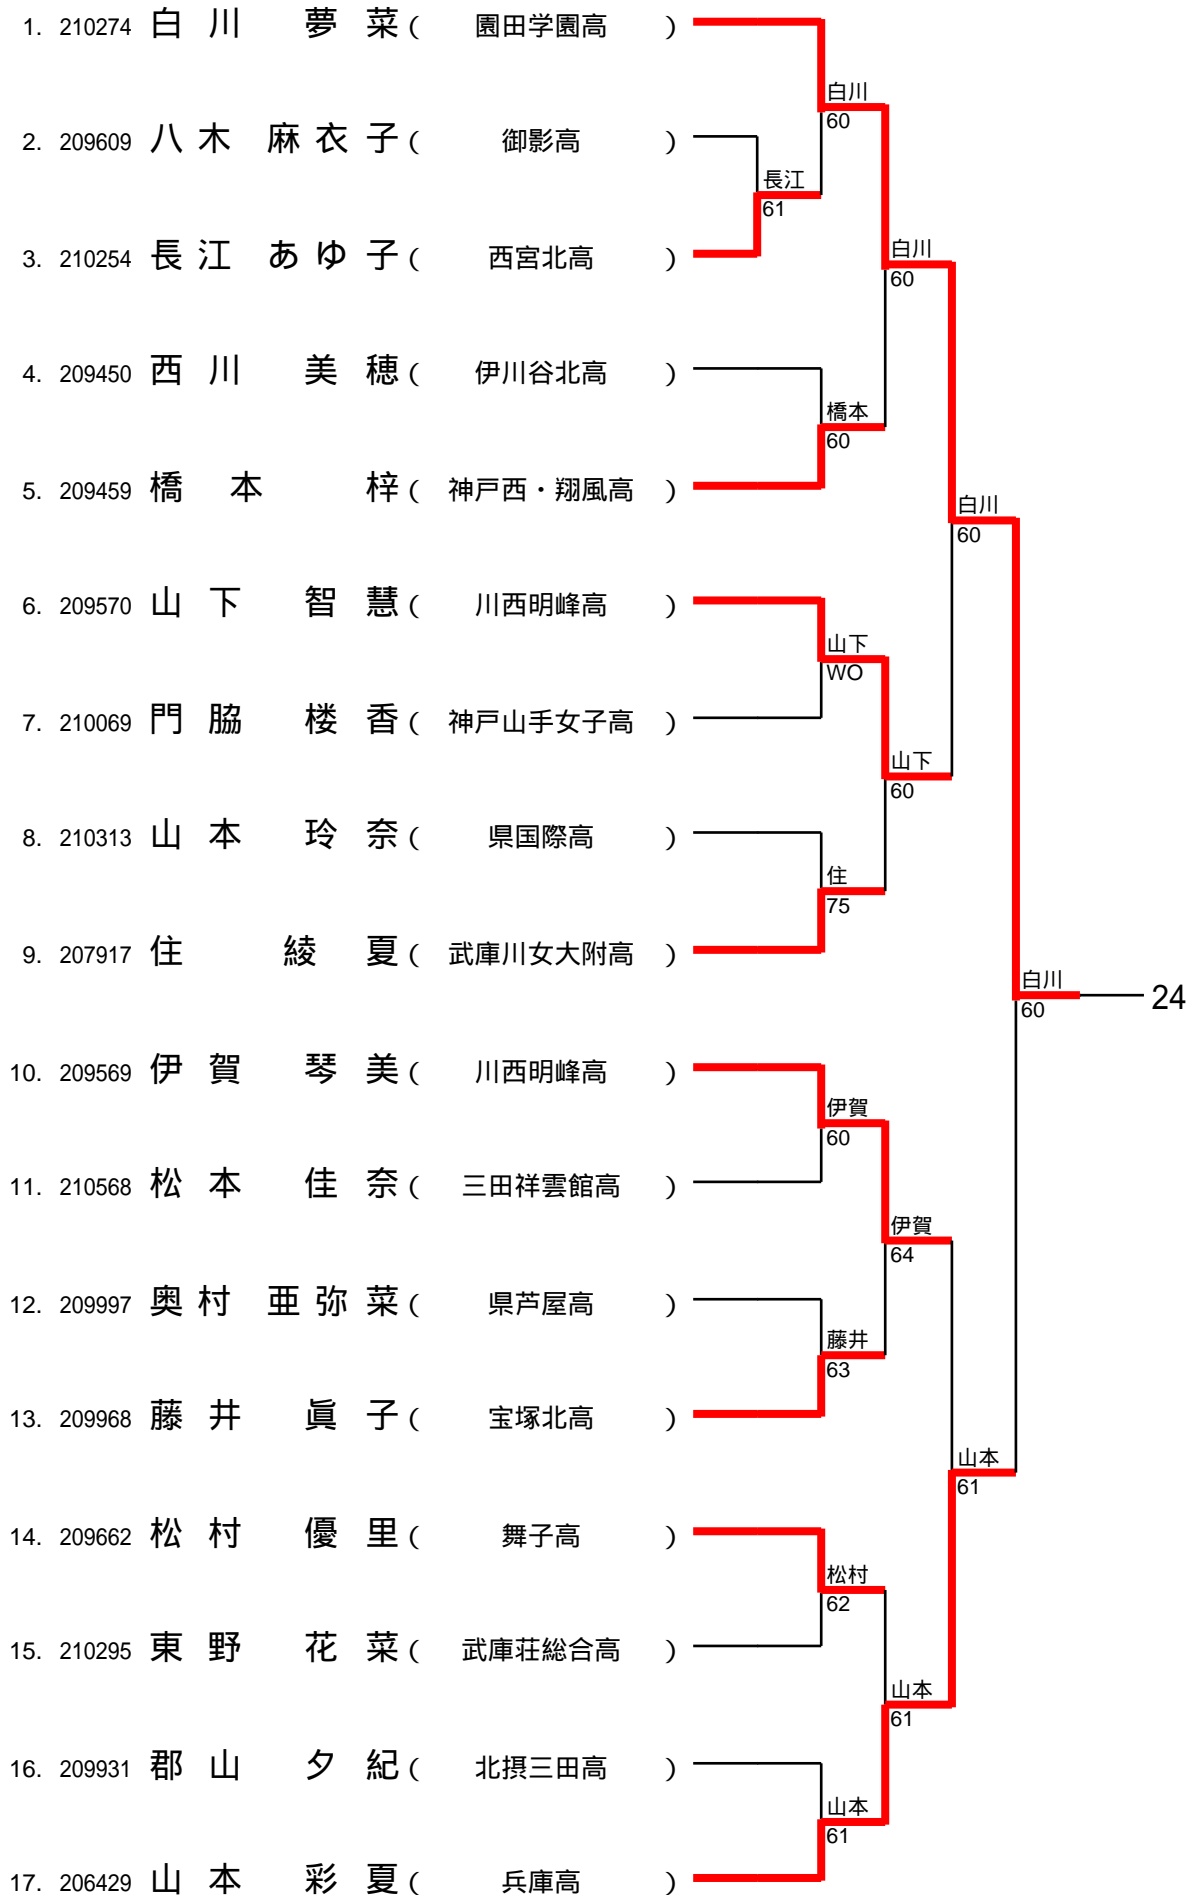 1. 210274 白川 夢菜 ( 園田学園高 )
白川
60
2. 209609 八木 麻衣子 ( 御影高 )
長江
61
3. 210254 長江 あゆ子 ( 西宮北高 )
白川
60
4. 209450 西川 美穂 ( 伊川谷北高 )
橋本
60
5. 209459 橋本 梓 ( 神戸西・翔風高 )
白川
60
6. 209570 山下 智慧 ( 川西明峰高 )
山下
WO
7. 210069 門脇 楼香 ( 神戸山手女子高 )
山下
60
8. 210313 山本 玲奈 ( 県国際高 )
住
75
9. 207917 住 綾夏 ( 武庫川女大附高 )
白川
60
24
10. 209569 伊賀 琴美 ( 川西明峰高 )
伊賀
60
11. 210568 松本 佳奈 ( 三田祥雲館高 )
伊賀
64
12. 209997 奥村 亜弥菜 ( 県芦屋高 )
藤井
63
13. 209968 藤井 眞子 ( 宝塚北高 )
山本
61
14. 209662 松村 優里 ( 舞子高 )
松村
62
15. 210295 東野 花菜 ( 武庫荘総合高 )
山本
61
16. 209931 郡山 夕紀 ( 北摂三田高 )
山本
61
17. 206429 山本 彩夏 ( 兵庫高 )